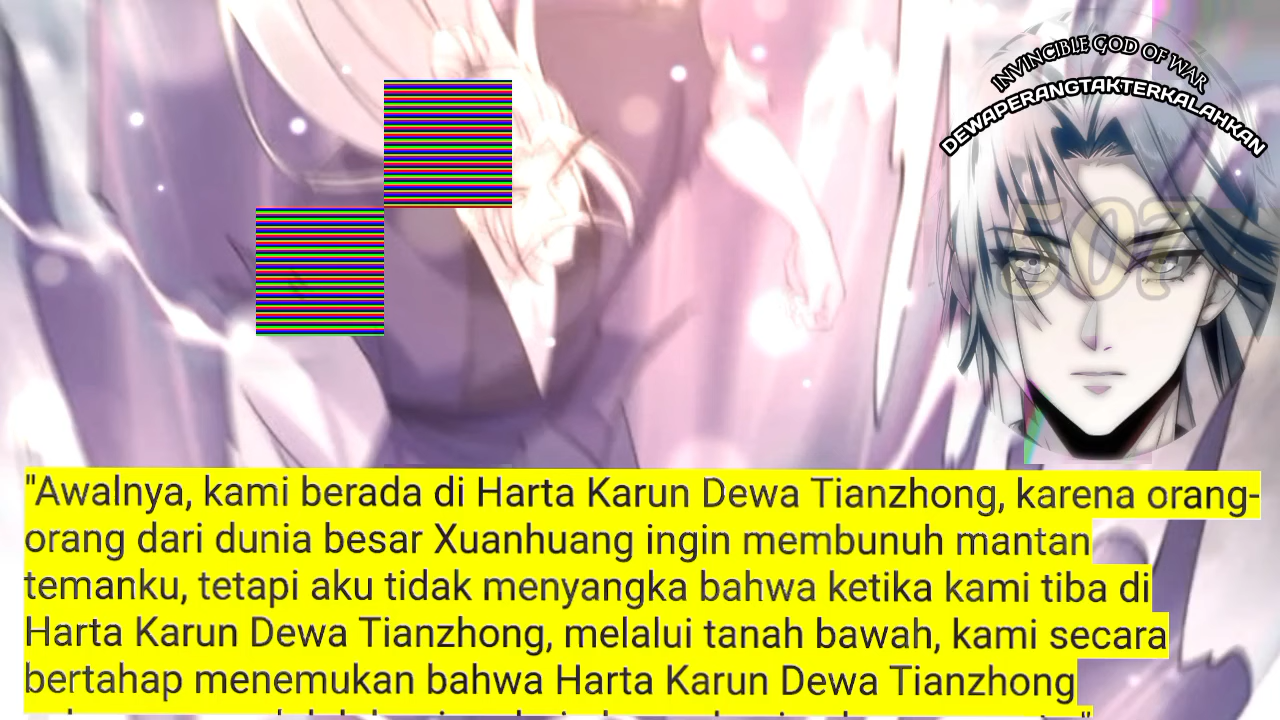 INVINCIBLE GOD OF WAR
DEWAPERANGTAKTERKALAHKAN
507
"Awalnya, kami berada di Harta Karun Dewa Tianzhong, karena orang-
orang dari dunia besar Xuanhuang ingin membunuh mantan
temanku, tetapi aku tidak menyangka bahwa ketika kami tiba di
Harta Karun Dewa Tianzhong, melalui tanah bawah, kami secara
bertahap menemukan bahwa Harta Karun Dewa Tianzhong